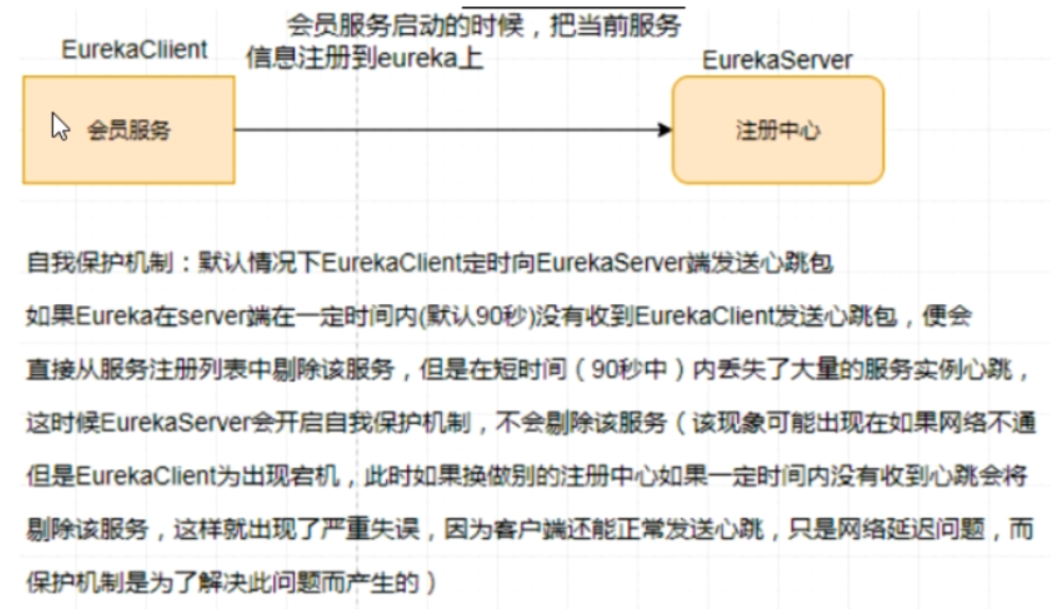 会员服务启动的时候，把当前服务
EurekaCliient
信息注册到eureka上
EurekaServer
会员服务
注册中心
自我保护机制：默认情况下EurekaClient定时向EurekaServer端发送心跳包
如果Eureka在server端在一定时间内(默认90秒)没有收到EurekaClient发送心跳包，便会
直接从服务注册列表中剔除该服务，但是在短时间（90秒中）内丢失了大量的服务实例心跳，
这时候EurekaServer会开启自我保护机制，不会剔除该服务（该现象可能出现在如果网络不通
但是EurekaClient为出现宕机，此时如果换做别的注册中心如果一定时间内没有收到心跳会将
剔除该服务，这样就出现了严重失误，因为客户端还能正常发送心跳，只是网络延迟问题，而
保护机制是为了解决此问题而产生的）